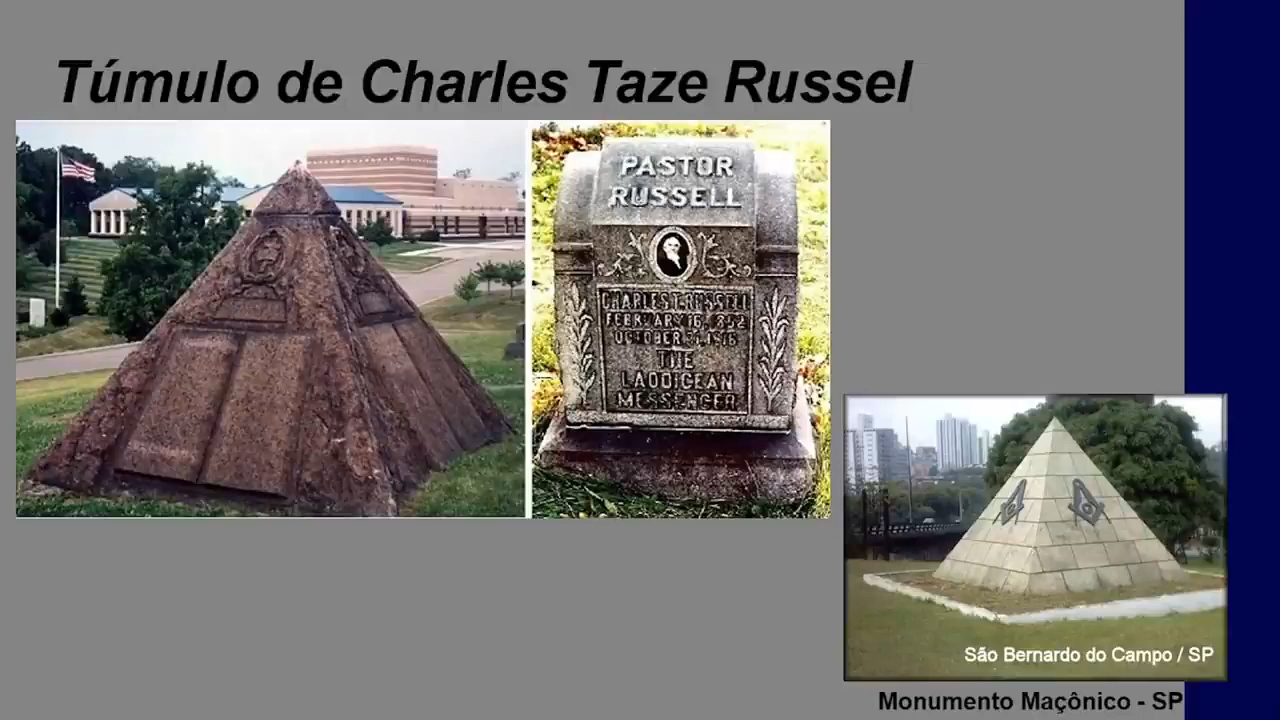 Túmulo de Charles Taze Russel
PASTOR
RUSSELL
CHARLES T. RUSSELL
FEBRUARY 16, 1852
OCTOBER 31, 1916
THE
LAODICEAN
MESSENGER
São Bernardo do Campo / SP
Monumento Maçônico - SP